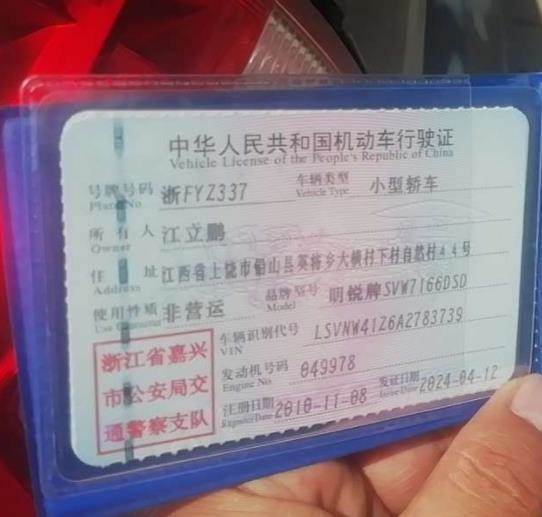 中华人民共和国机动车行驶证
Vehicle License of the People's Republic of China
号牌号码 浙FYZ337 车辆类型 小型轿车
Plate No. Vehicle Type
所有人 江立鹏
Owner
住址 江西省上饶市铅山县英将乡大横村下村自然村44号
Address
使用性质 非营运 品牌型号 明锐牌SVW7166DSD
Use Character Model
浙江省嘉兴
市公安局交
通警察支队
车辆识别代号 LSVNW41Z6A2783739
VIN
发动机号码 049978
Engine No.
注册日期 2010-11-08 发证日期 2024-04-12
Register Date Issue Date